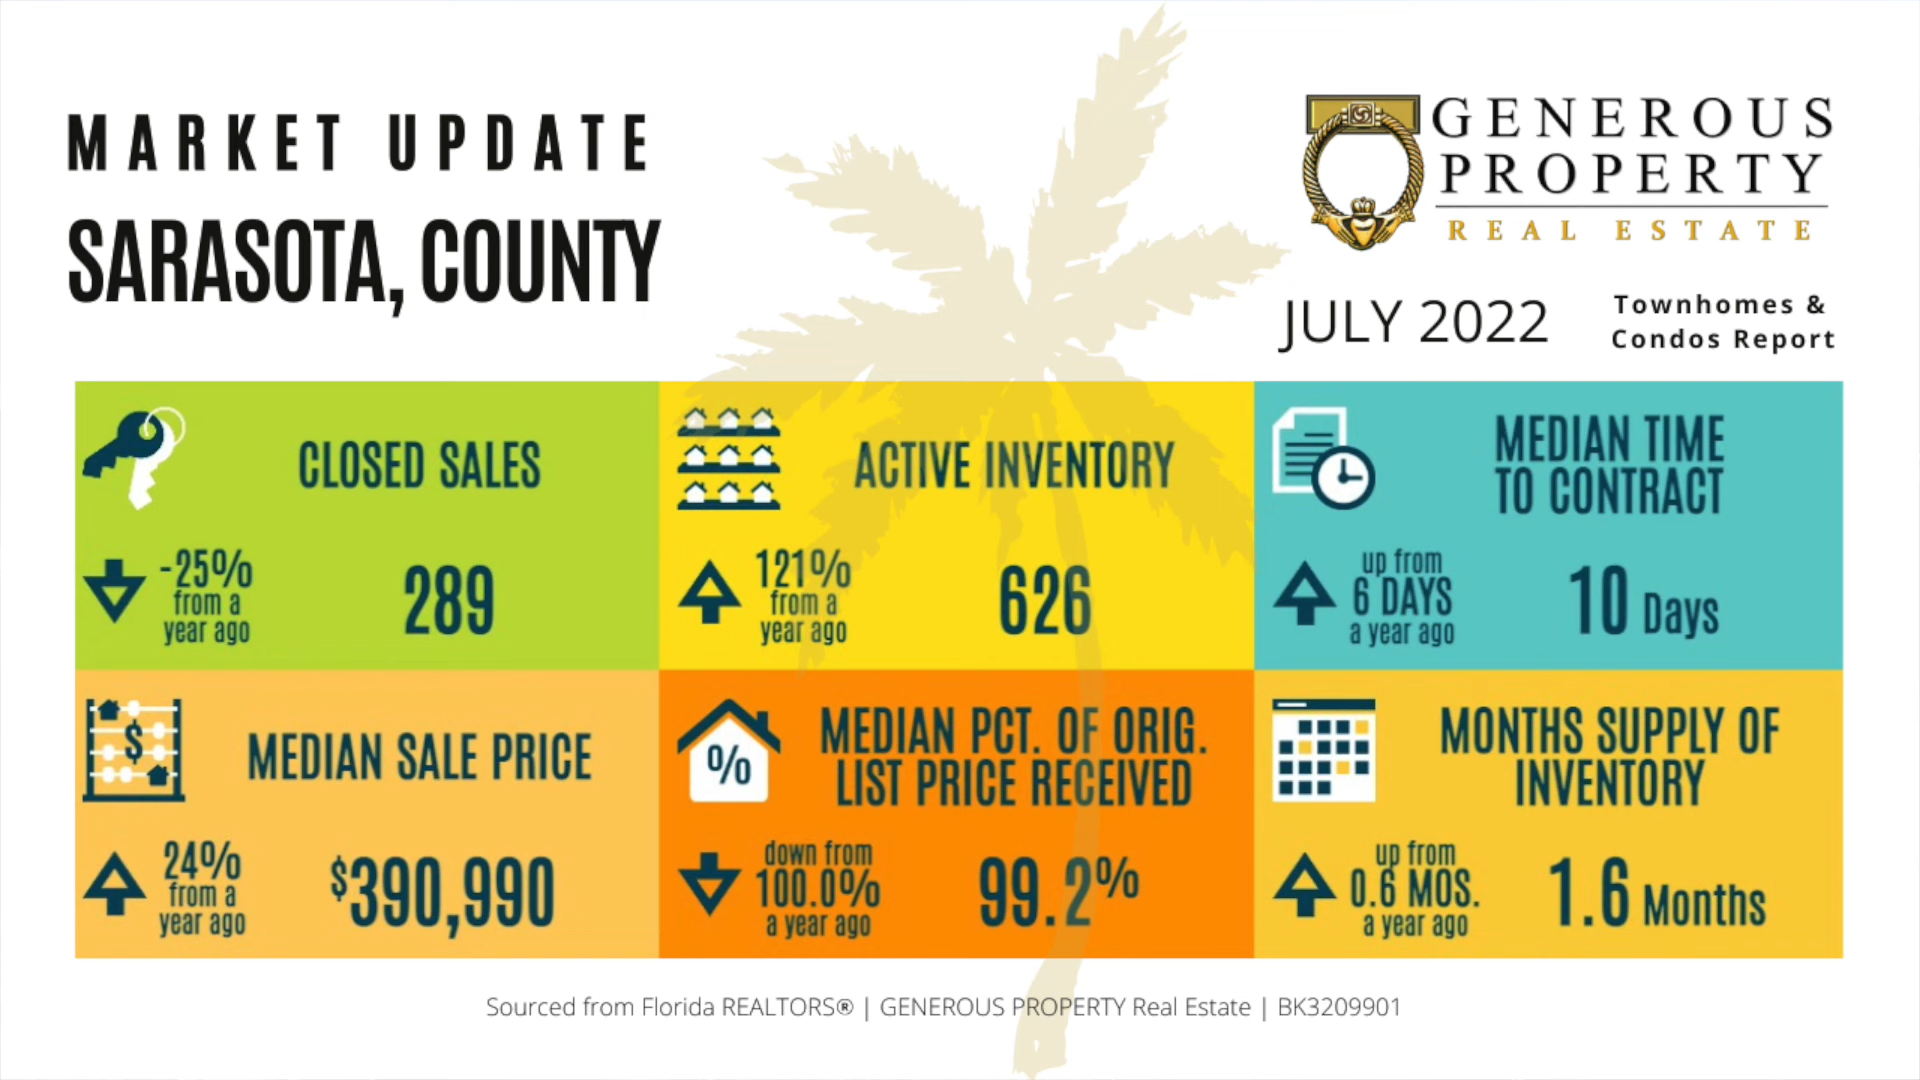 MARKET UPDATE
SARASOTA, COUNTY
GENEROUS
PROPERTY
REAL ESTATE
JULY 2022
Townhomes &
Condos Report
CLOSED SALES
-25%
from a
year ago
289
ACTIVE INVENTORY
121%
from a
year ago
626
MEDIAN TIME
TO CONTRACT
up from
6 DAYS
a year ago
10 Days
$
MEDIAN SALE PRICE
24%
from a
year ago
$390,990
%
MEDIAN PCT. OF ORIG.
LIST PRICE RECEIVED
down from
100.0%
a year ago
99.2%
MONTHS SUPPLY OF
INVENTORY
up from
0.6 MOS.
a year ago
1.6 Months
Sourced from Florida REALTORS® | GENEROUS PROPERTY Real Estate | BK3209901